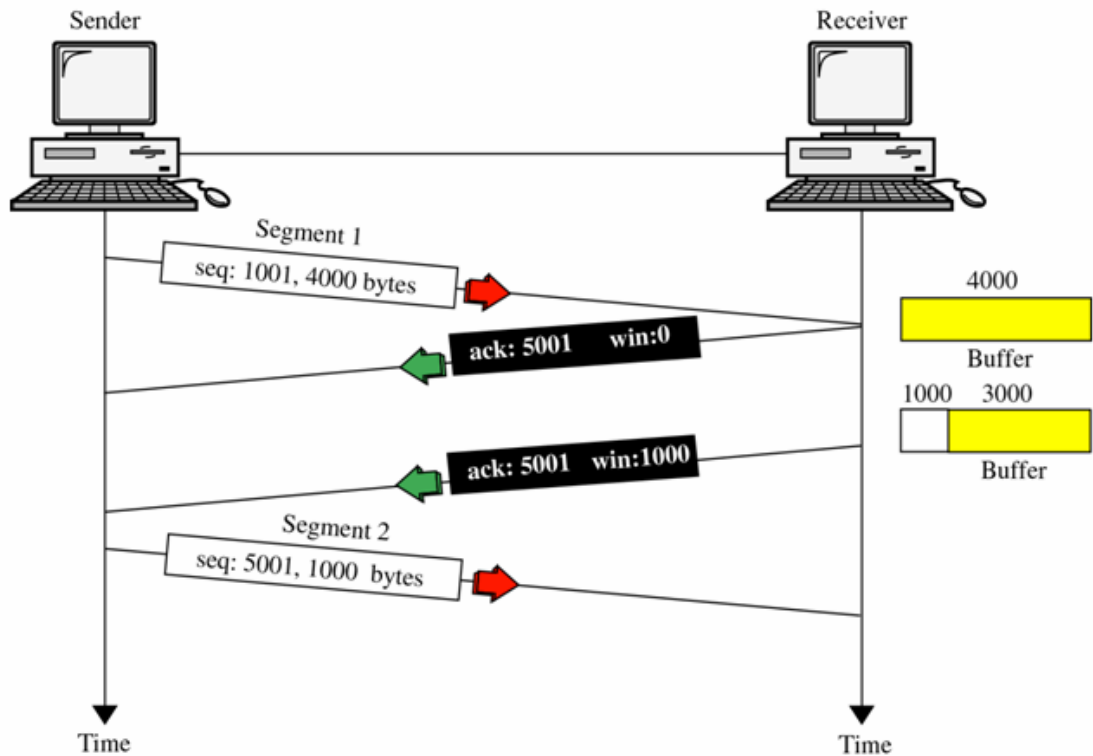 Sender
Receiver
Segment 1
seq: 1001, 4000 bytes
4000
ack: 5001 win:0
Buffer
1000 3000
ack: 5001 win:1000
Buffer
Segment 2
seq: 5001, 1000 bytes
Time
Time